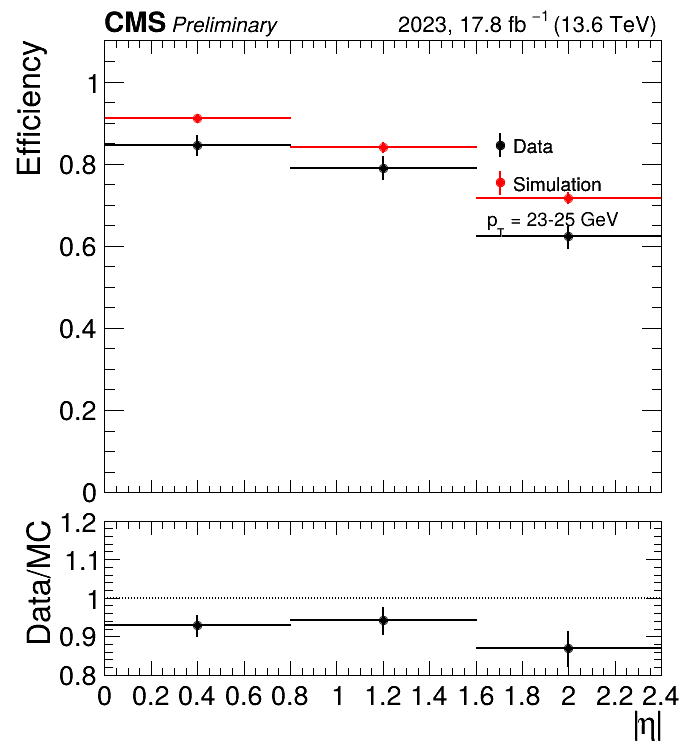 CMS Preliminary 2023, 17.8 fb⁻¹ (13.6 TeV)
Efficiency
1
0.8
0.6
0.4
0.2
0
Data
Simulation
p_T = 23-25 GeV
Data/MC
1.2
1.1
1
0.9
0.8
0 0.2 0.4 0.6 0.8 1 1.2 1.4 1.6 1.8 2 2.2 2.4
|η|